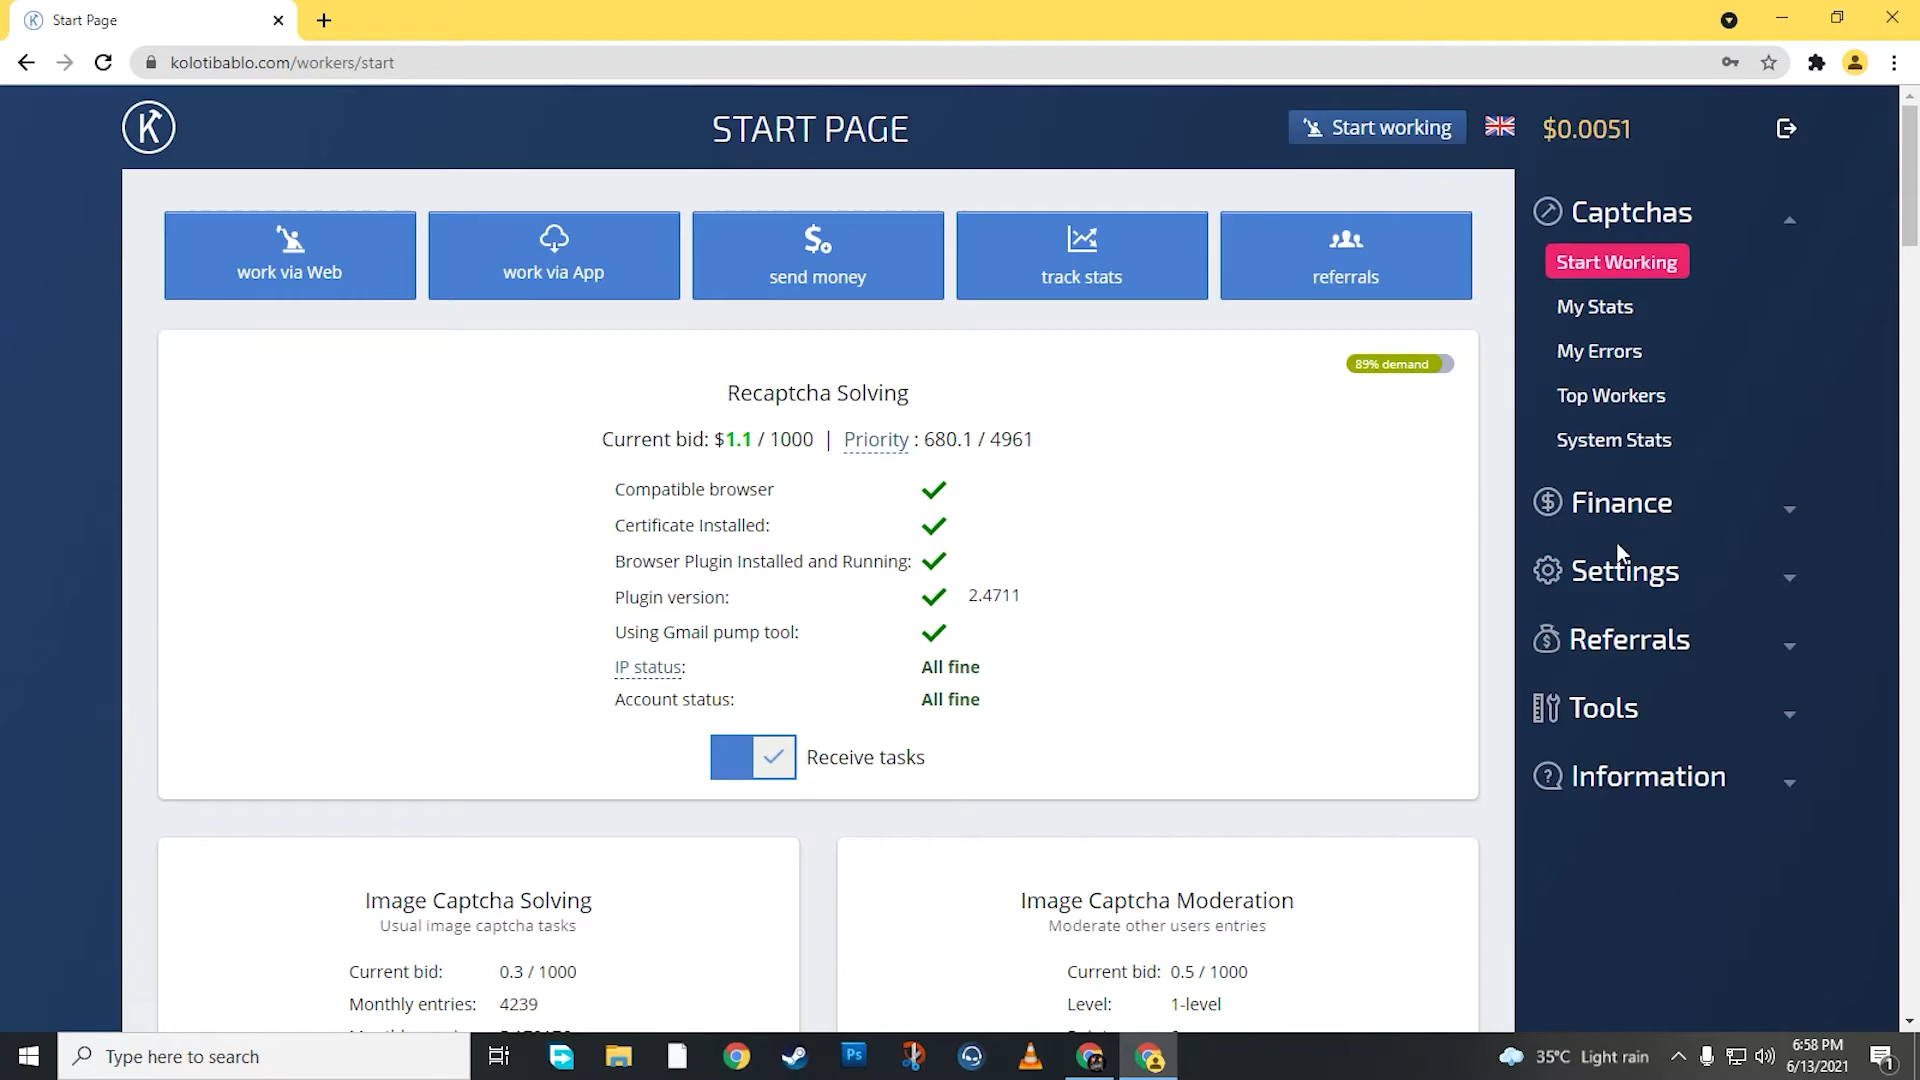 Start Page
kolotibablo.com/workers/start
START PAGE
Start working
$0.0051
work via Web
work via App
send money
track stats
referrals
89% demand
Recaptcha Solving
Current bid: $1.1 / 1000 | Priority : 680.1 / 4961
Compatible browser
Certificate Installed:
Browser Plugin Installed and Running:
Plugin version: 2.4711
Using Gmail pump tool:
IP status: All fine
Account status: All fine
Receive tasks
Image Captcha Solving
Usual image captcha tasks
Current bid: 0.3 / 1000
Monthly entries: 4239
Image Captcha Moderation
Moderate other users entries
Current bid: 0.5 / 1000
Level: 1-level
Captchas
Start Working
My Stats
My Errors
Top Workers
System Stats
Finance
Settings
Referrals
Tools
Information
Type here to search
Ps
35°C Light rain
6:58 PM
6/13/2021
1